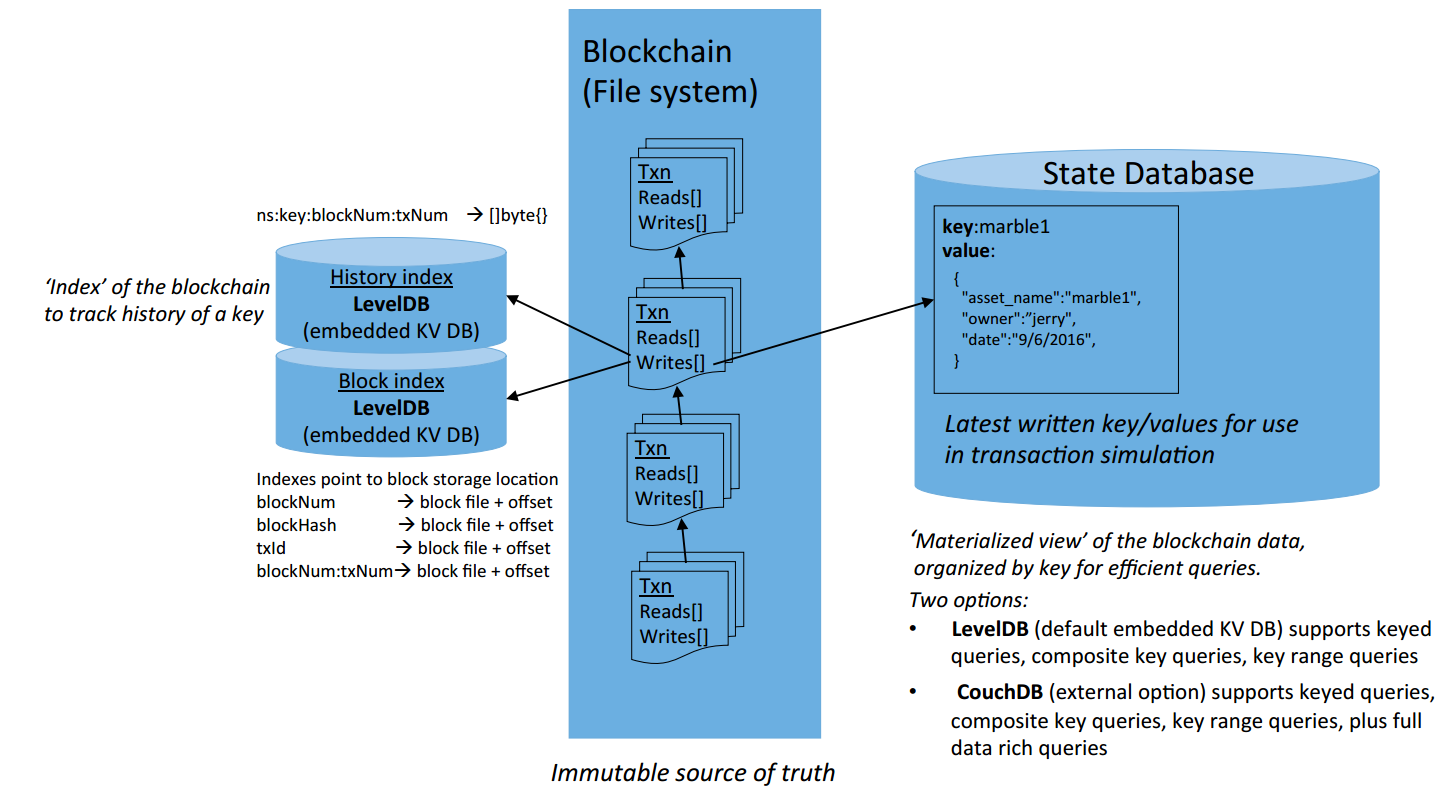 Blockchain
(File system)
Txn
Reads[]
Writes[]
Txn
Reads[]
Writes[]
Txn
Reads[]
Writes[]
Txn
Reads[]
Writes[]
Immutable source of truth
ns:key:blockNum:txNum → []byte{}
‘Index’ of the blockchain
to track history of a key
History index
LevelDB
(embedded KV DB)
Block index
LevelDB
(embedded KV DB)
Indexes point to block storage location
blockNum → block file + offset
blockHash → block file + offset
txId → block file + offset
blockNum:txNum→ block file + offset
State Database
key:marble1
value:
{
"asset_name":"marble1",
"owner":”jerry",
"date":"9/6/2016",
}
Latest written key/values for use
in transaction simulation
‘Materialized view’ of the blockchain data,
organized by key for efficient queries.
Two options:
• LevelDB (default embedded KV DB) supports keyed
queries, composite key queries, key range queries
• CouchDB (external option) supports keyed queries,
composite key queries, key range queries, plus full
data rich queries